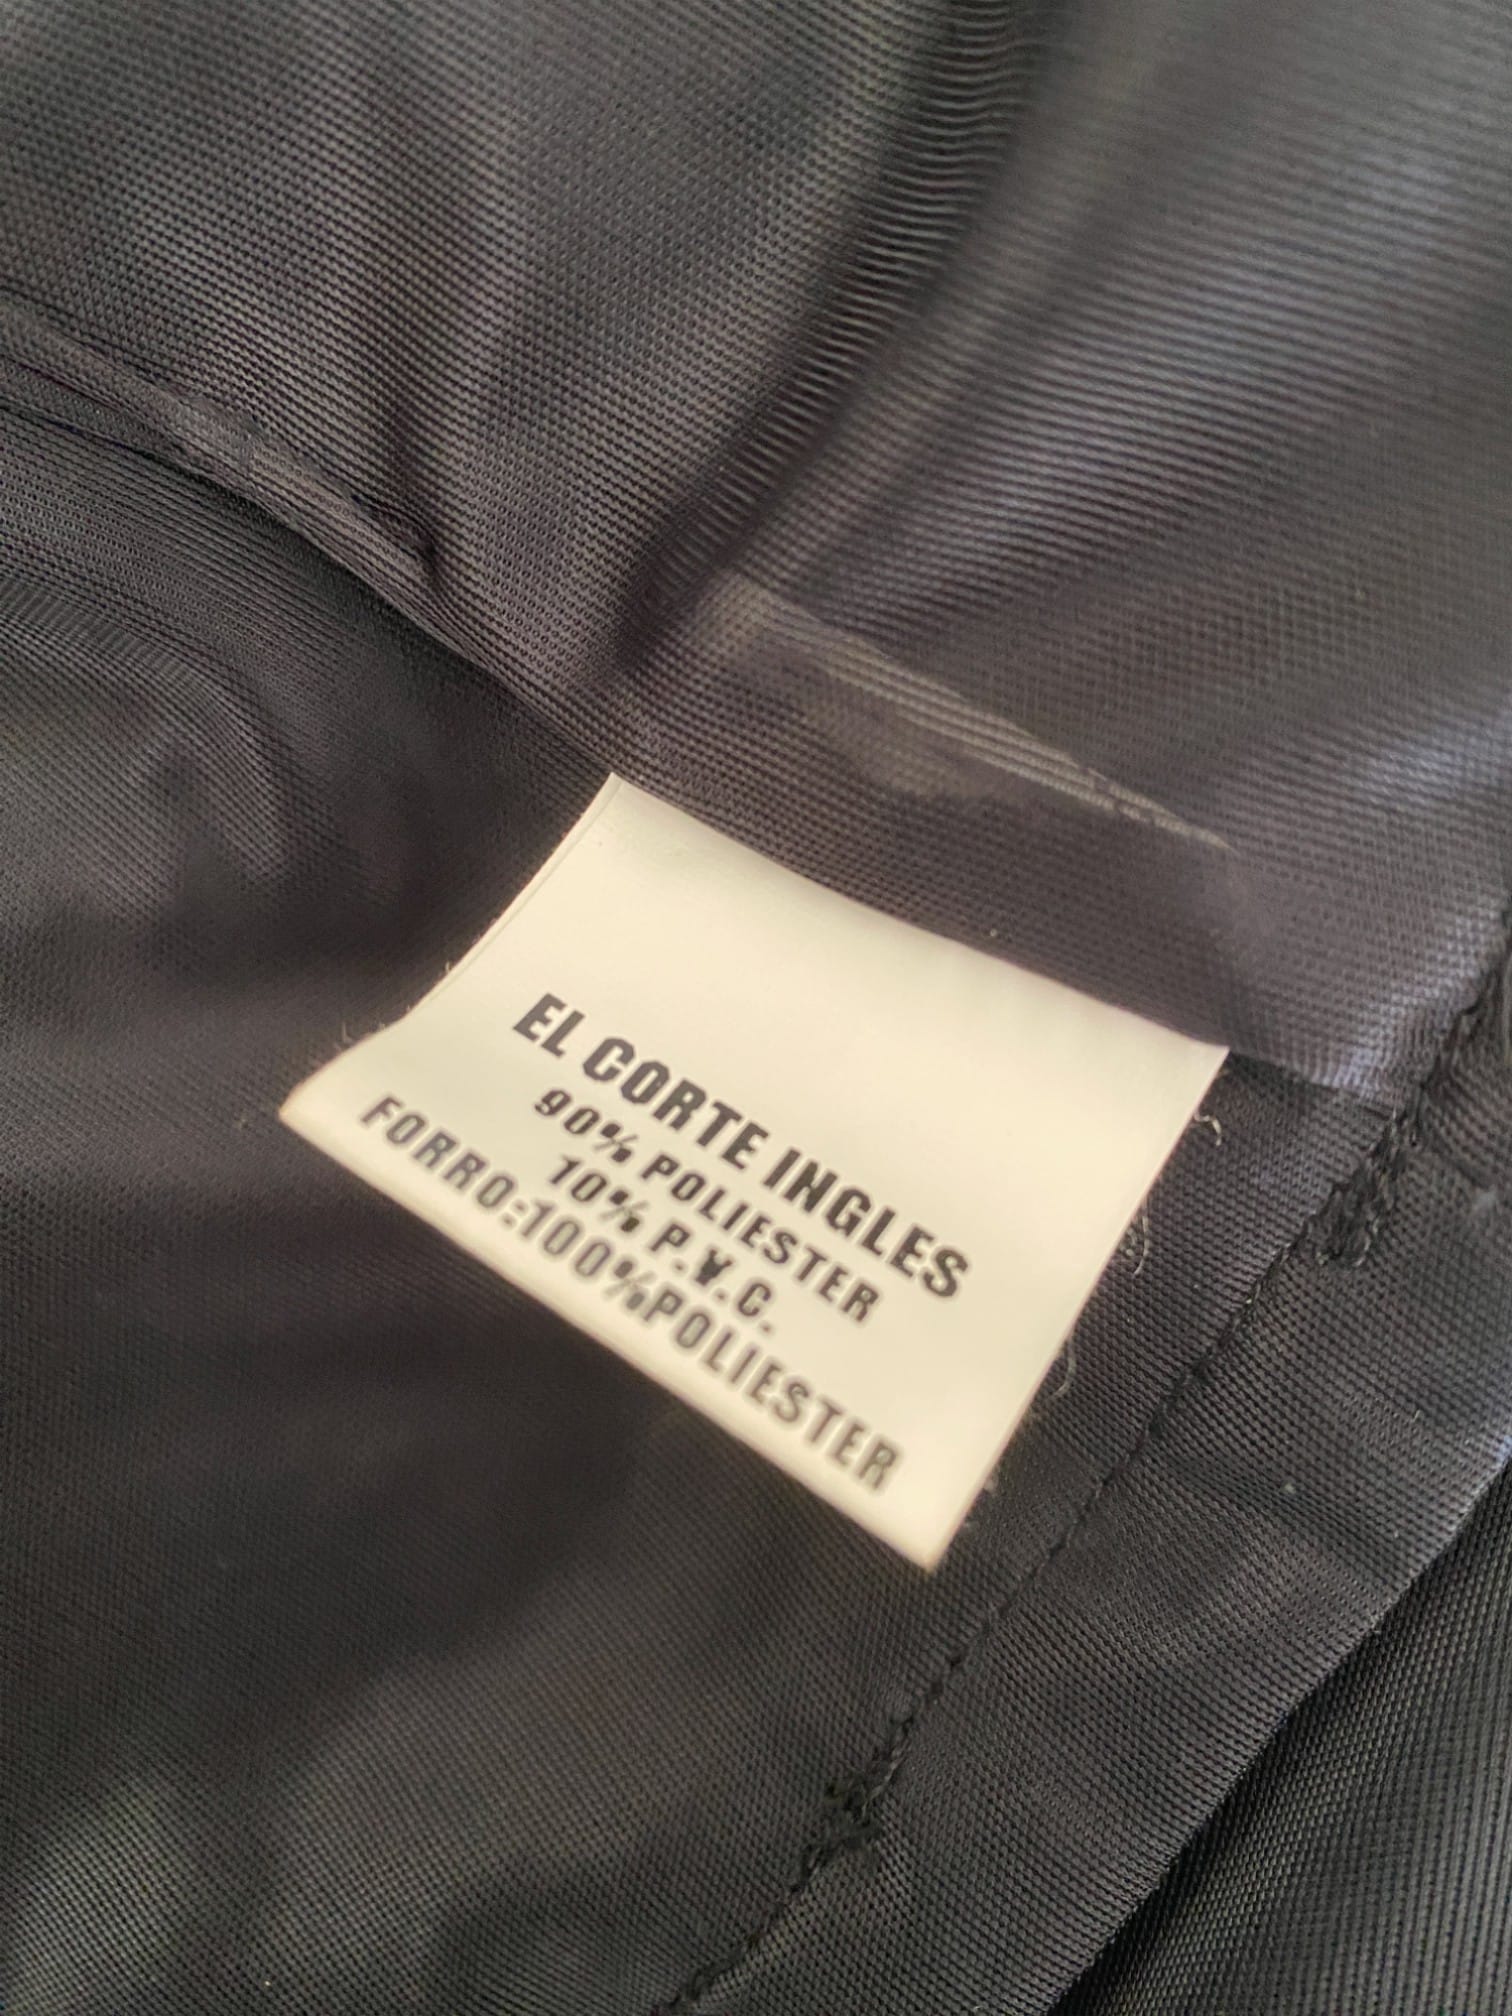 EL CORTE INGLES
90% POLIESTER
10% P.V.C.
FORRO:100%POLIESTER